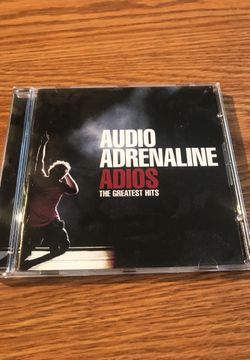 AUDIO
ADRENALINE
ADIOS
THE GREATEST HITS